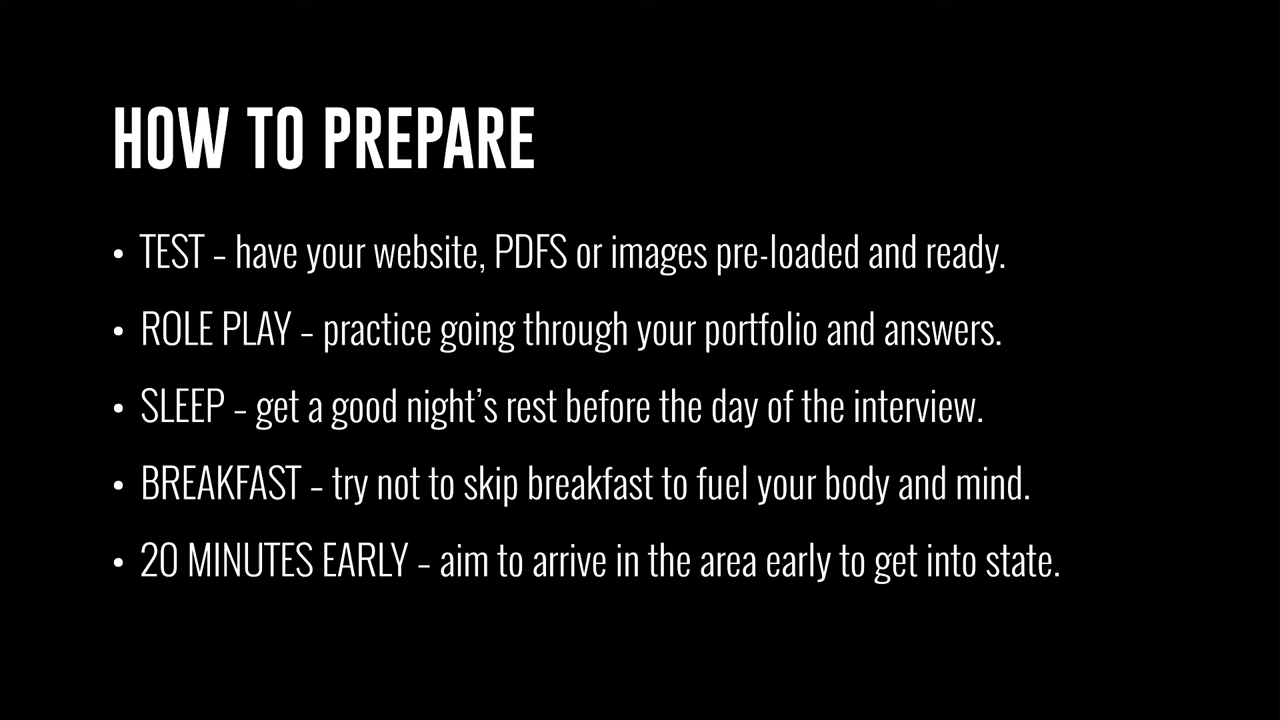 HOW TO PREPARE
• TEST – have your website, PDFS or images pre-loaded and ready.
• ROLE PLAY – practice going through your portfolio and answers.
• SLEEP – get a good night’s rest before the day of the interview.
• BREAKFAST – try not to skip breakfast to fuel your body and mind.
• 20 MINUTES EARLY – aim to arrive in the area early to get into state.